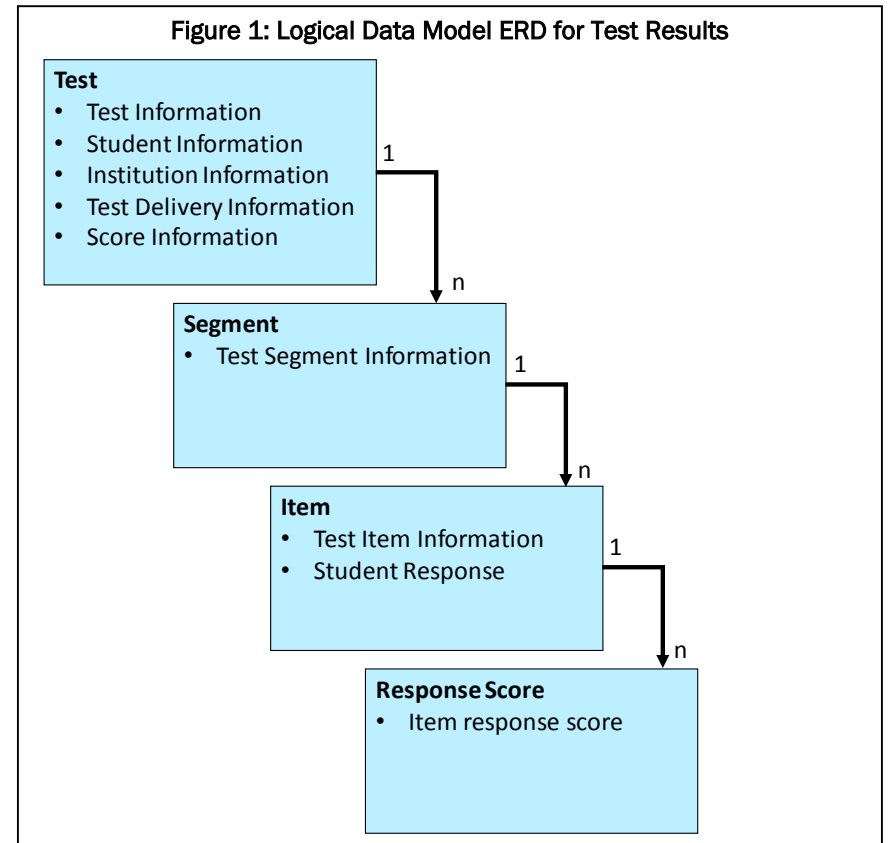 Figure 1: Logical Data Model ERD for Test Results
Test
• Test Information
• Student Information
• Institution Information
• Test Delivery Information
• Score Information
1
n
Segment
• Test Segment Information
1
n
Item
• Test Item Information
• Student Response
1
n
Response Score
• Item response score